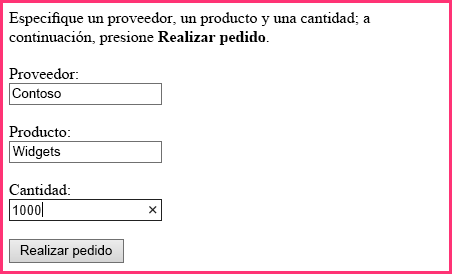 Especifique un proveedor, un producto y una cantidad; a
continuación, presione Realizar pedido.
Proveedor:
Contoso
Producto:
Widgets
Cantidad:
1000
Realizar pedido